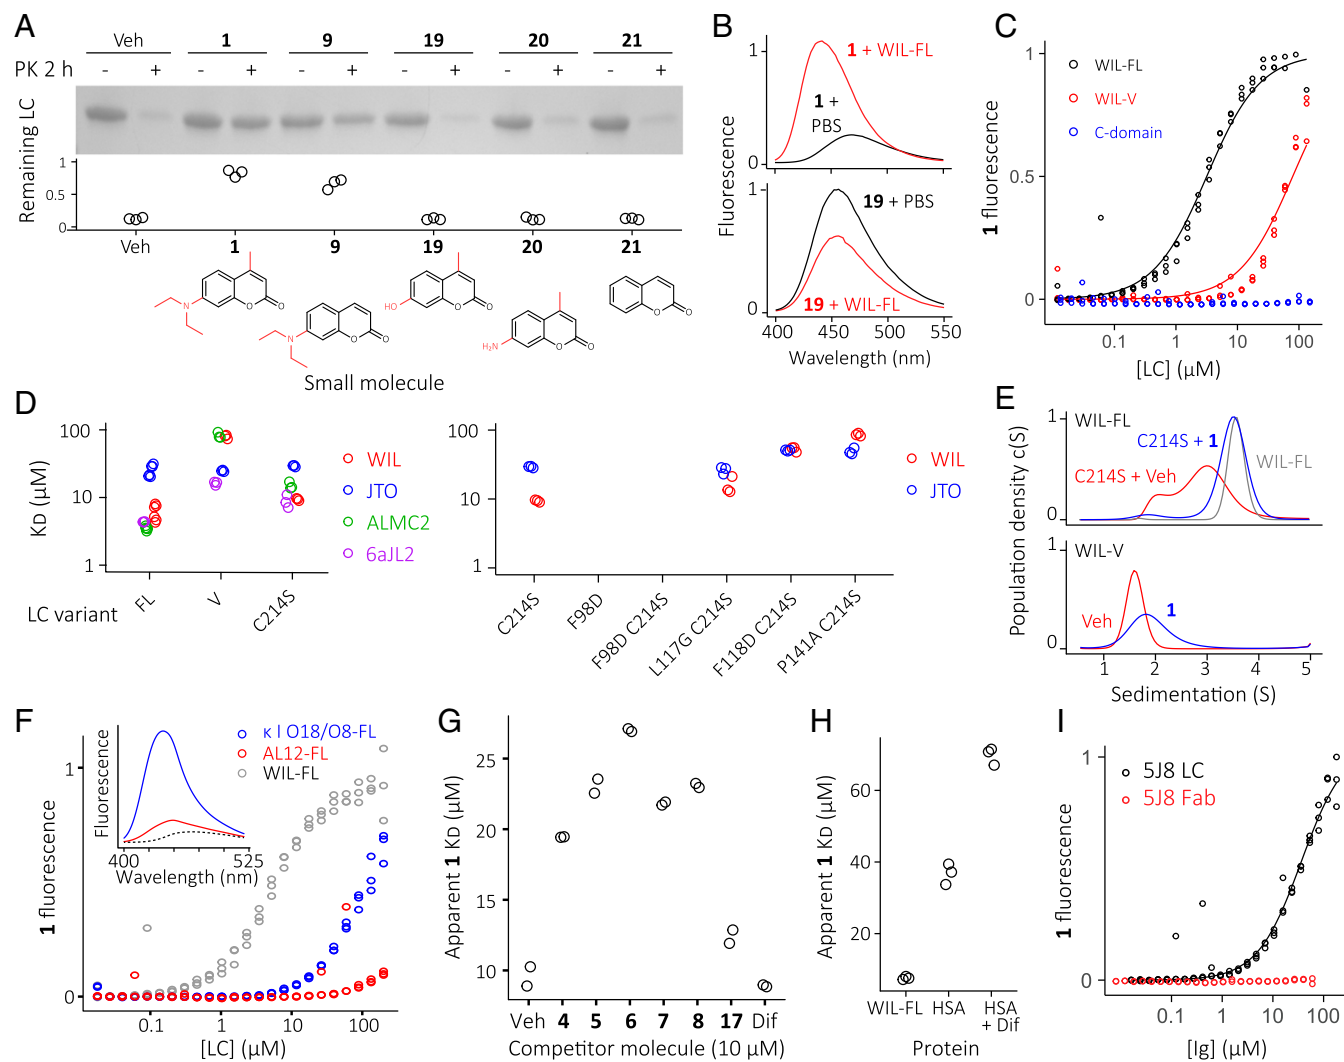 A
Veh 1 9 19 20 21
PK 2 h - + - + - + - + - + - +
Remaining LC
1
0.5
0
Veh 1 9 19 20 21
N
O
O
N
O
O
HO
O
O
H₂N
O
O
O
O
Small molecule
B
Fluorescence
1
0
1 + WIL-FL
1 +
PBS
1
0
19 + PBS
19 + WIL-FL
400 450 500 550
Wavelength (nm)
C
1 fluorescence
1
0.5
0
WIL-FL
WIL-V
C-domain
0.1 1 10 100
[LC] (μM)
D
KD (μM)
100
10
1
WIL
JTO
ALMC2
6aJL2
LC variant
FL
V
C214S
100
10
1
WIL
JTO
C214S
F98D
F98D C214S
L117G C214S
F118D C214S
P141A C214S
E
Population density c(S)
1
0
WIL-FL
C214S + 1
WIL-FL
C214S + Veh
1
0
WIL-V
Veh
1
1 2 3 4 5
Sedimentation (S)
F
1 fluorescence
1
0
Fluorescence
400 525
Wavelength (nm)
κ I O18/O8-FL
AL12-FL
WIL-FL
0.1 1 10 100
[LC] (μM)
G
Apparent 1 KD (μM)
25
20
15
10
Veh 4 5 6 7 8 17 Dif
Competitor molecule (10 μM)
H
Apparent 1 KD (μM)
60
40
20
WIL-FL HSA HSA
+ Dif
Protein
I
1 fluorescence
1
0
5J8 LC
5J8 Fab
0.1 1 10 100
[Ig] (μM)